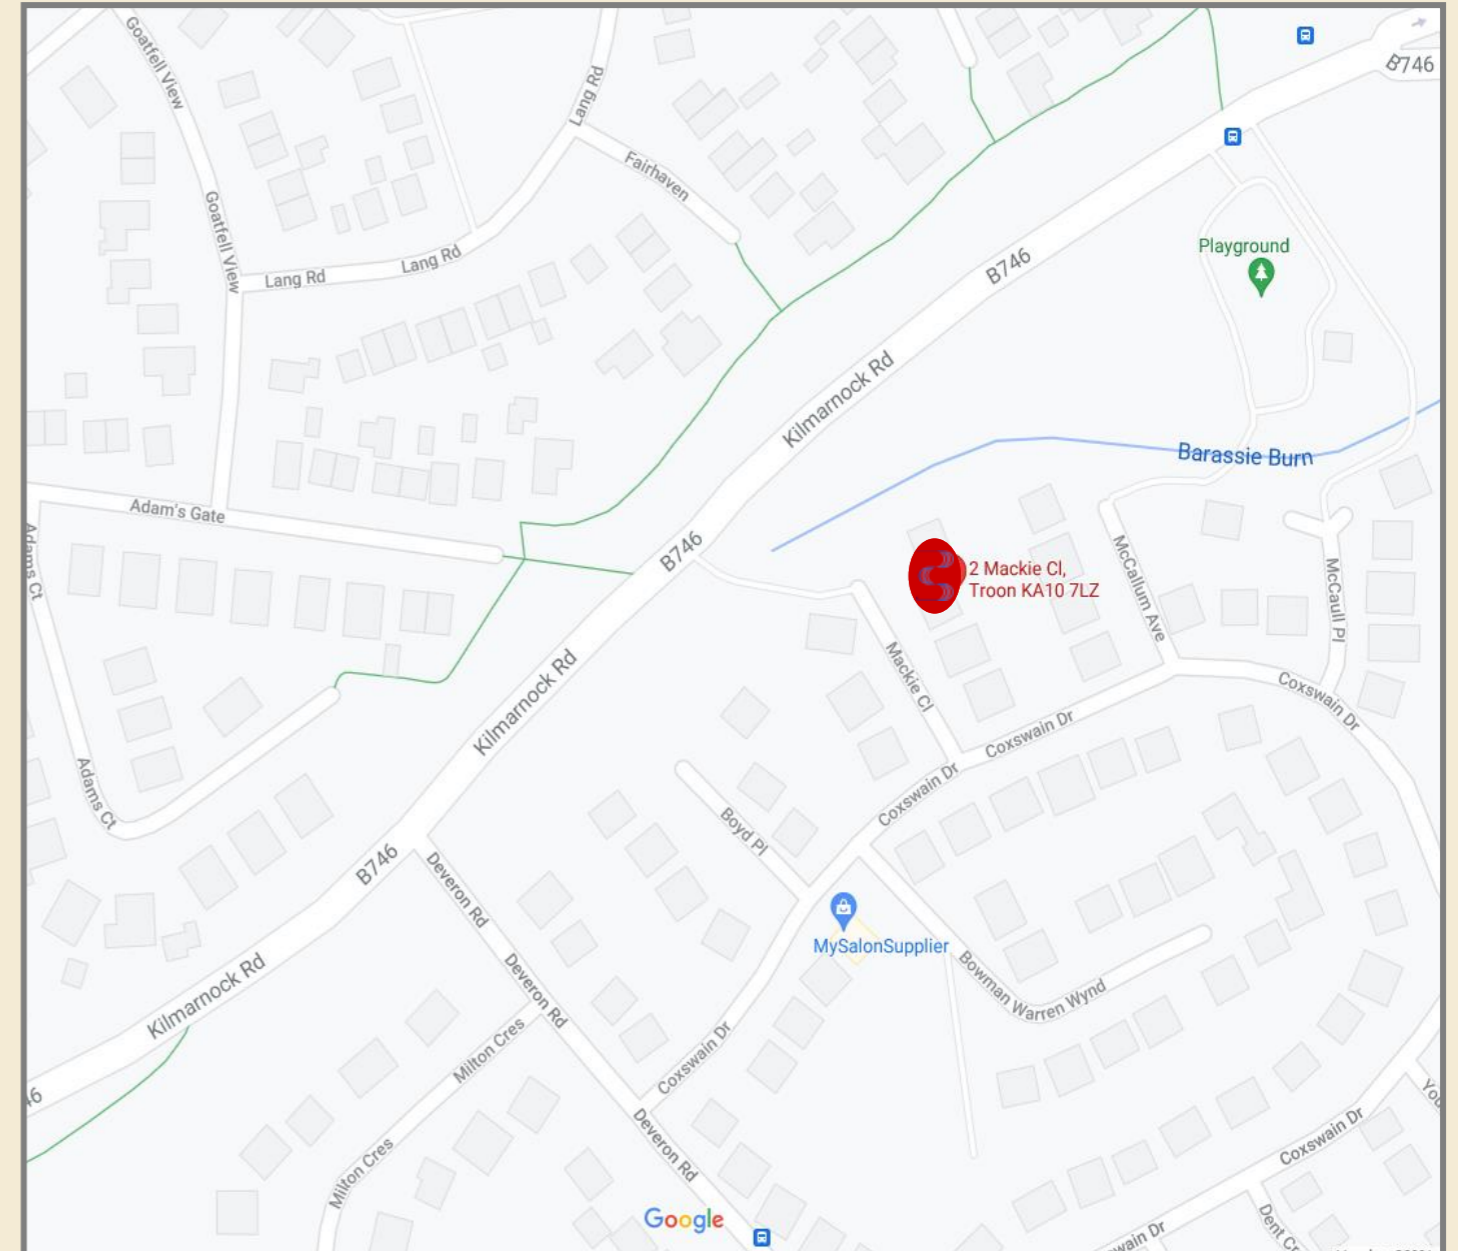 Goatfell View
Lang Rd
B746
Fairhaven
Goatfell View
Playground
Lang Rd
Lang Rd
B746
Kilmarnock Rd
Barassie Burn
Adam's Gate
Adams Ct
B746
2 Mackie Cl,
Troon KA10 7LZ
McCallum Ave
McCaull Pl
Mackie Cl
Kilmarnock Rd
Coxswain Dr
Coxswain Dr
Adams Ct
Coxswain Dr
Boyd Pl
B746
Deveron Rd
MySalonSupplier
Kilmarnock Rd
Deveron Rd
Bowman Warren Wynd
Milton Cres
Coxswain Dr
Deveron Rd
Coxswain Dr
Milton Cres
Google
Dent